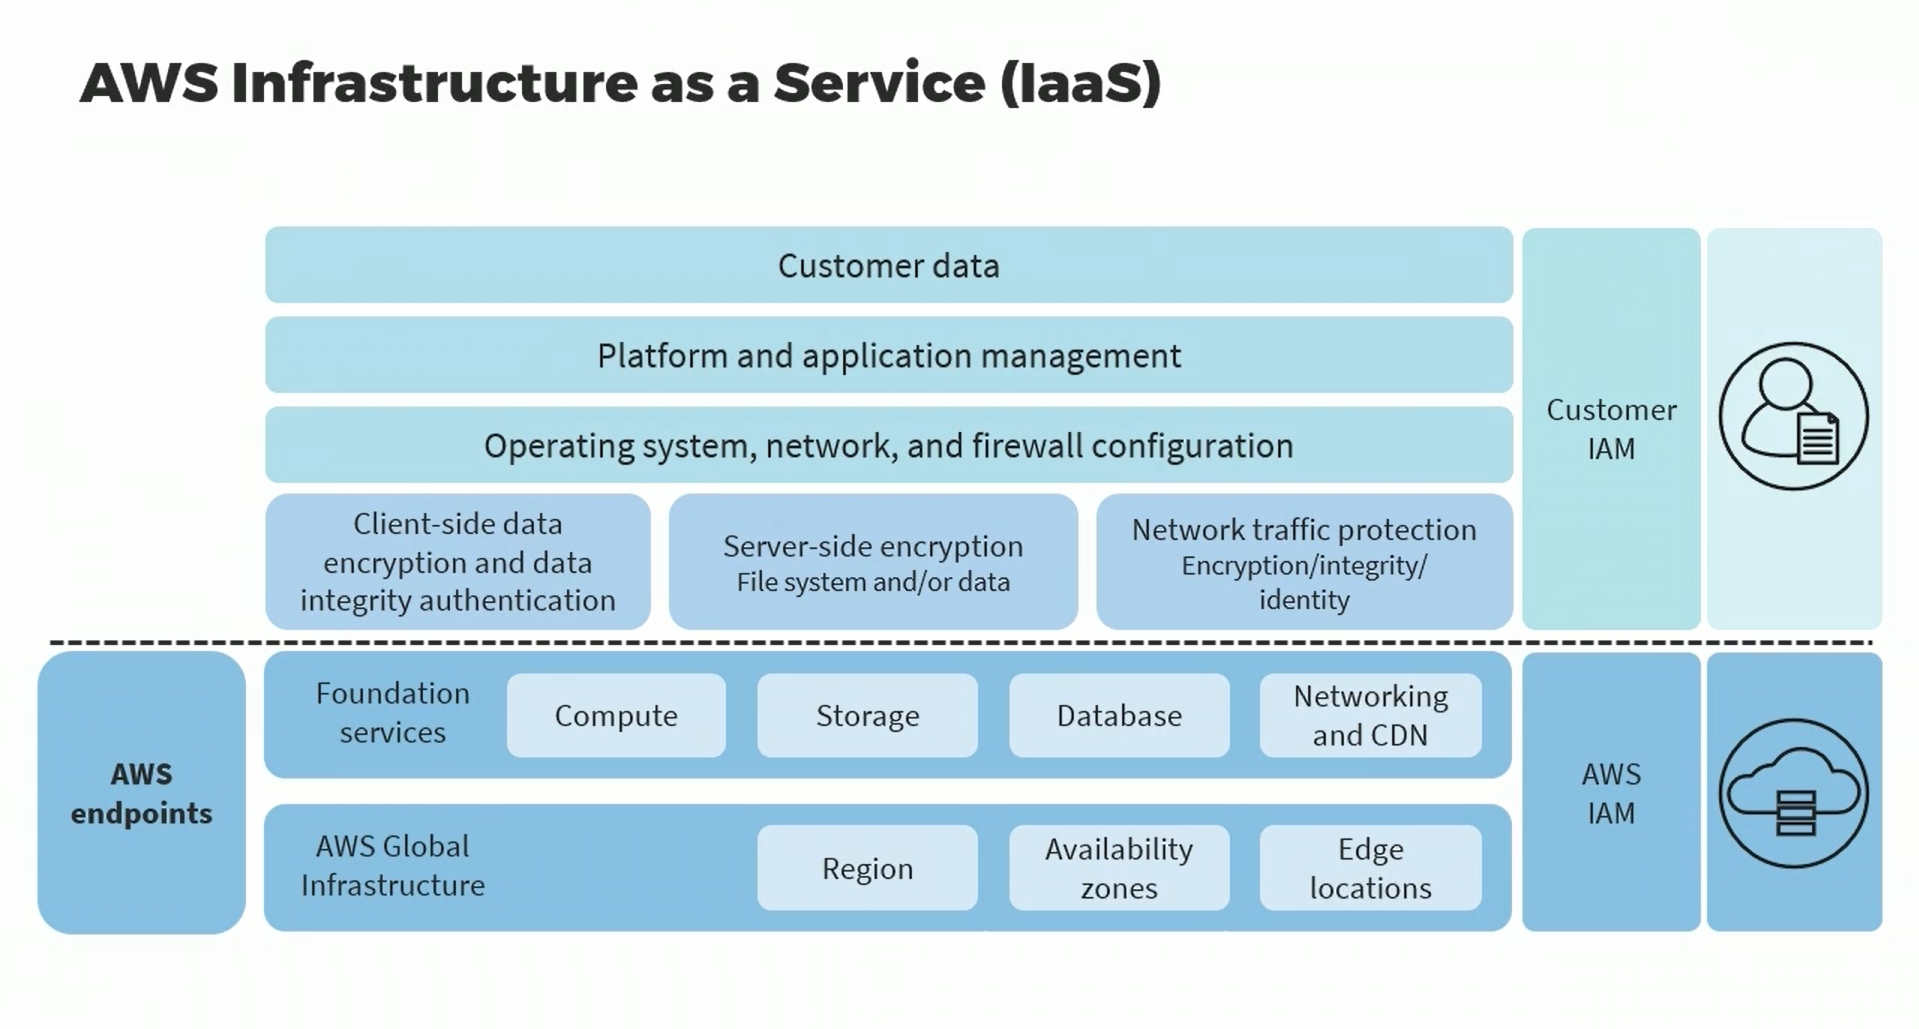 AWS Infrastructure as a Service (IaaS)
Customer data
Platform and application management
Operating system, network, and firewall configuration
Client-side data
encryption and data
integrity authentication
Server-side encryption
File system and/or data
Network traffic protection
Encryption/integrity/
identity
Customer
IAM
AWS
endpoints
Foundation
services
Compute
Storage
Database
Networking
and CDN
AWS Global
Infrastructure
Region
Availability
zones
Edge
locations
AWS
IAM